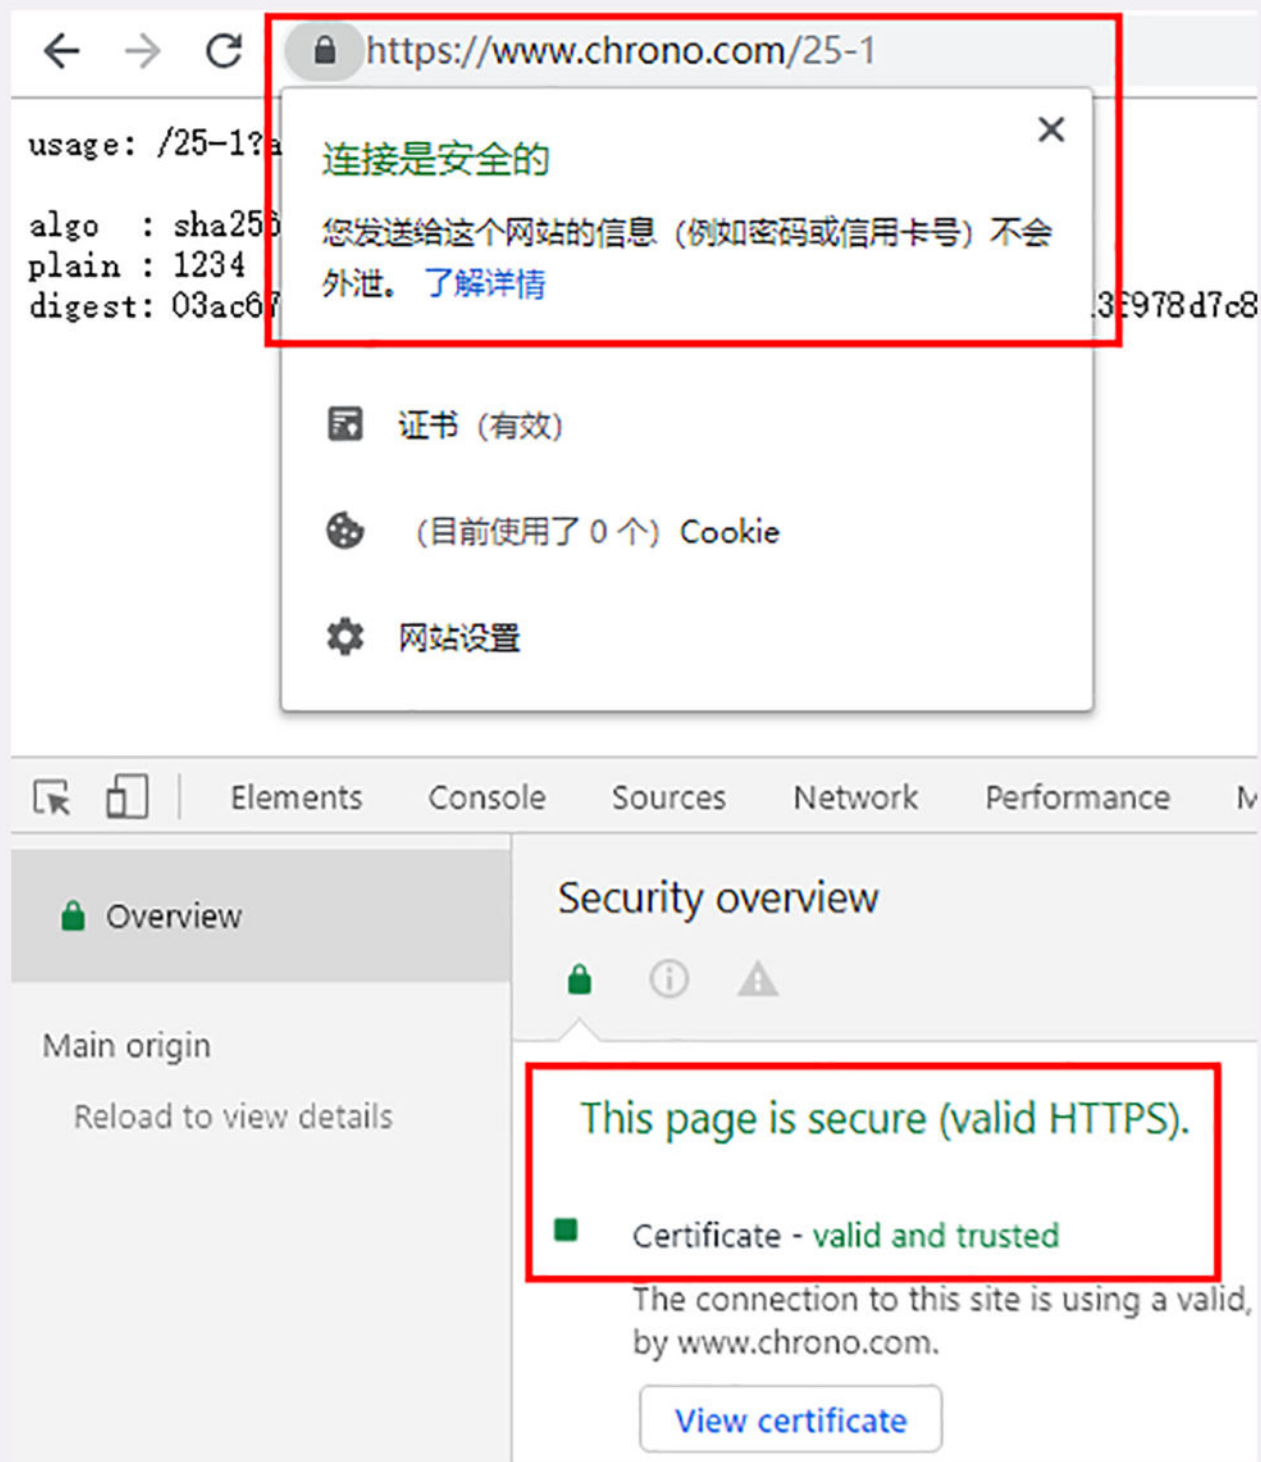 https://www.chrono.com/25-1
usage: /25-1?a
连接是安全的
algo : sha256
您发送给这个网站的信息（例如密码或信用卡号）不会
plain : 1234
外泄。 了解详情
digest: 03ac67
3f978d7c8
证书（有效）
（目前使用了 0 个）Cookie
网站设置
Elements Console Sources Network Performance M
Overview
Security overview
Main origin
Reload to view details
This page is secure (valid HTTPS).
Certificate - valid and trusted
The connection to this site is using a valid,
by www.chrono.com.
View certificate